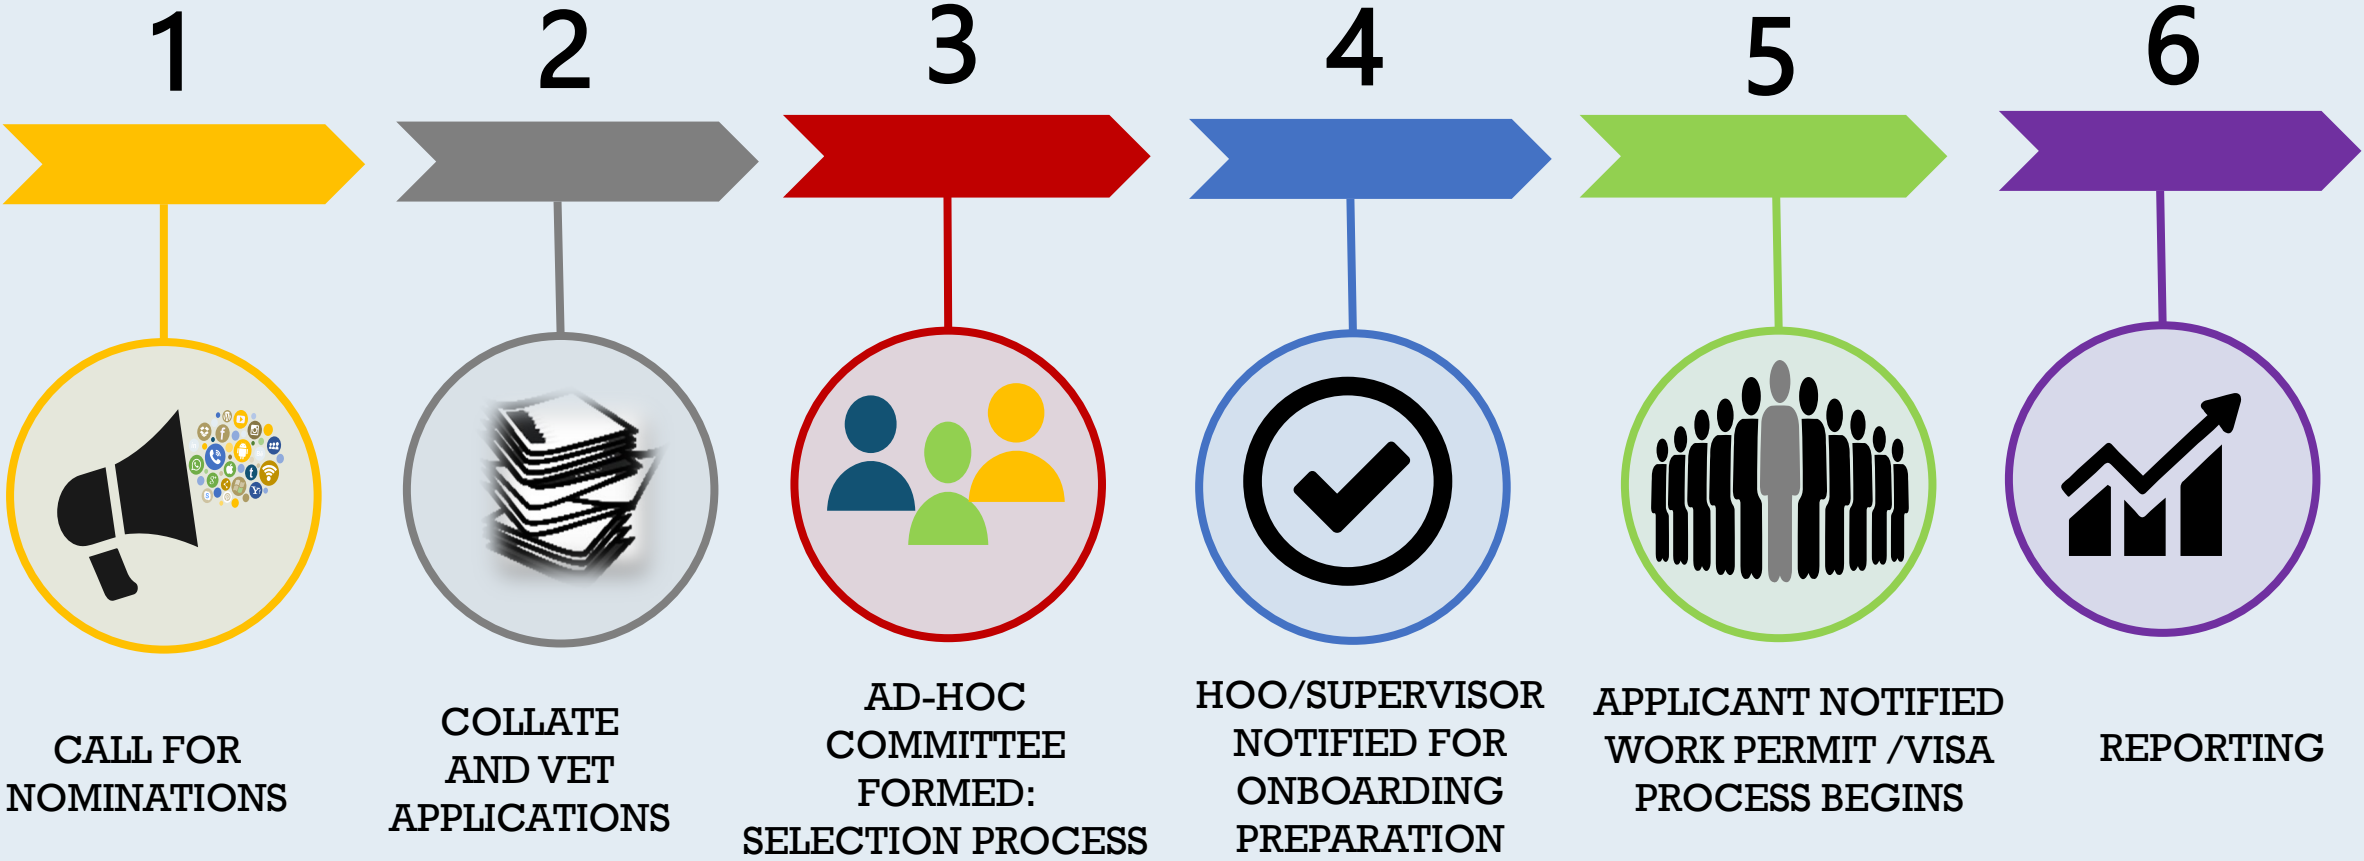 1
2
3
4
5
6
CALL FOR
NOMINATIONS
COLLATE
AND VET
APPLICATIONS
AD-HOC
COMMITTEE
FORMED:
SELECTION PROCESS
HOO/SUPERVISOR
NOTIFIED FOR
ONBOARDING
PREPARATION
APPLICANT NOTIFIED
WORK PERMIT /VISA
PROCESS BEGINS
REPORTING